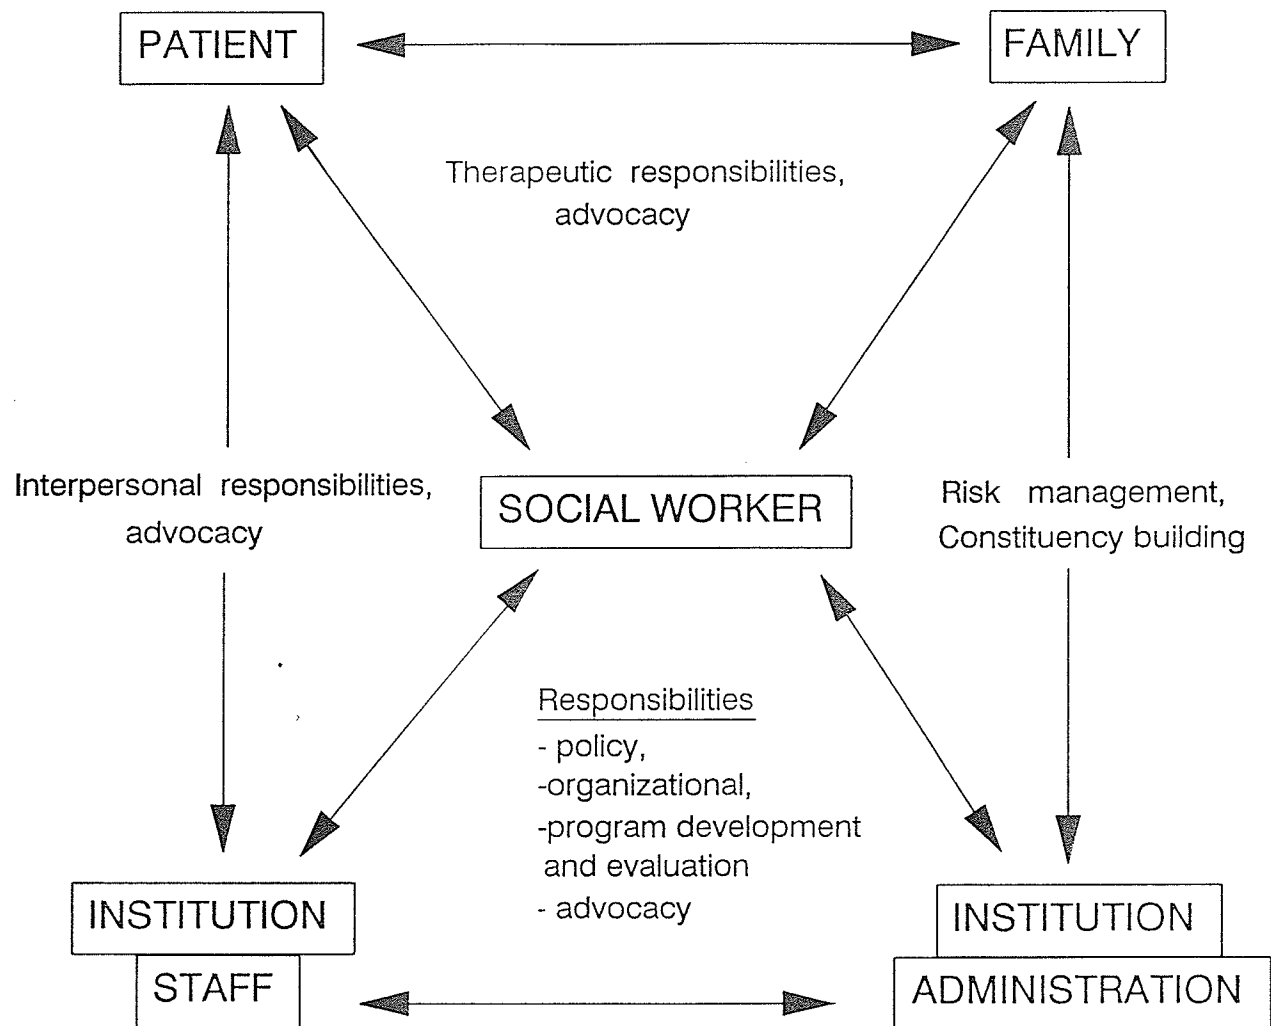 PATIENT
FAMILY
Therapeutic responsibilities,
advocacy
Interpersonal responsibilities,
advocacy
SOCIAL WORKER
Risk management,
Constituency building
Responsibilities
- policy,
-organizational,
-program development
and evaluation
- advocacy
INSTITUTION
STAFF
INSTITUTION
ADMINISTRATION